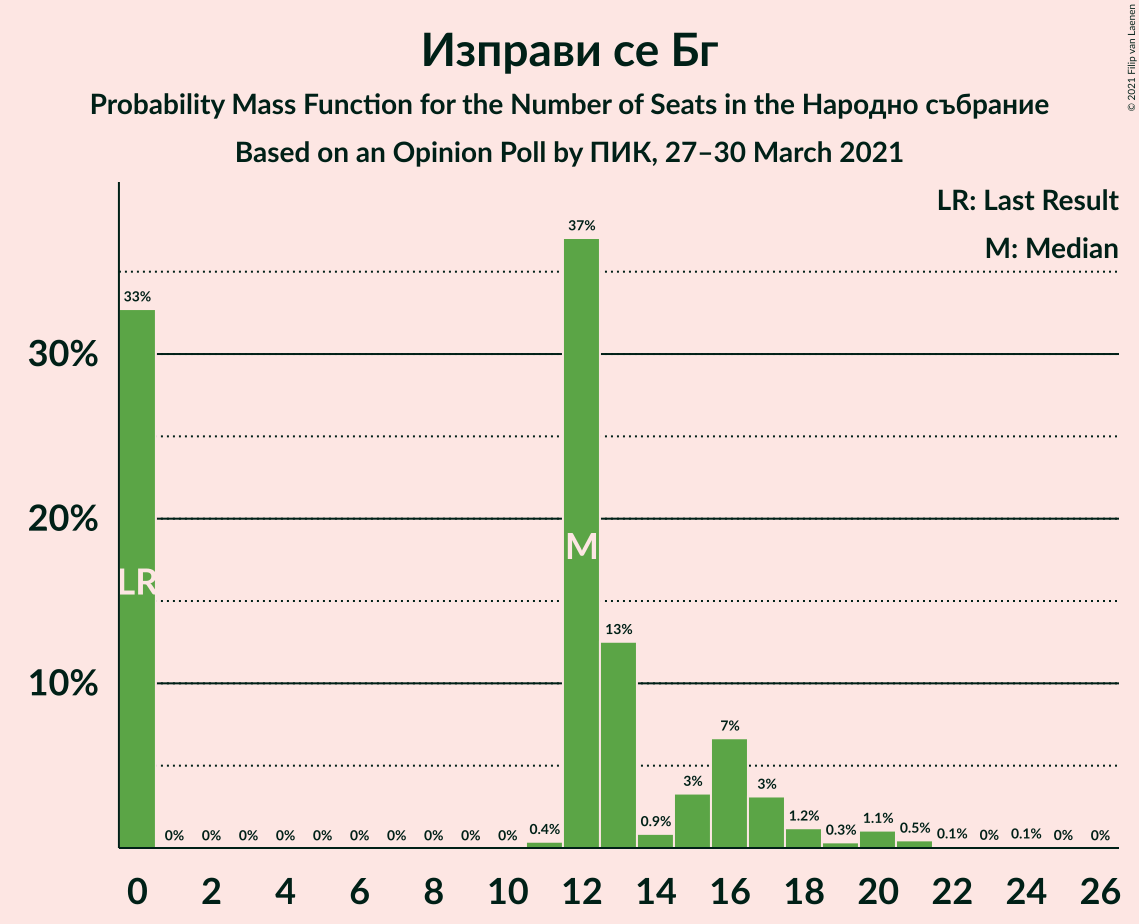 Изправи се Бг
Probability Mass Function for the Number of Seats in the Народно събрание
Based on an Opinion Poll by ПИК, 27–30 March 2021
© 2021 Filip van Laenen
LR: Last Result
M: Median
37%
33%
30%
20%
M
LR
13%
10%
7%
3%
3%
0.9%
1.2%
1.1%
0.4%
0.3%
0.5%
0% 0% 0% 0% 0% 0% 0% 0% 0% 0% 0.1% 0% 0.1% 0% 0%
0 2 4 6 8 10 12 14 16 18 20 22 24 26